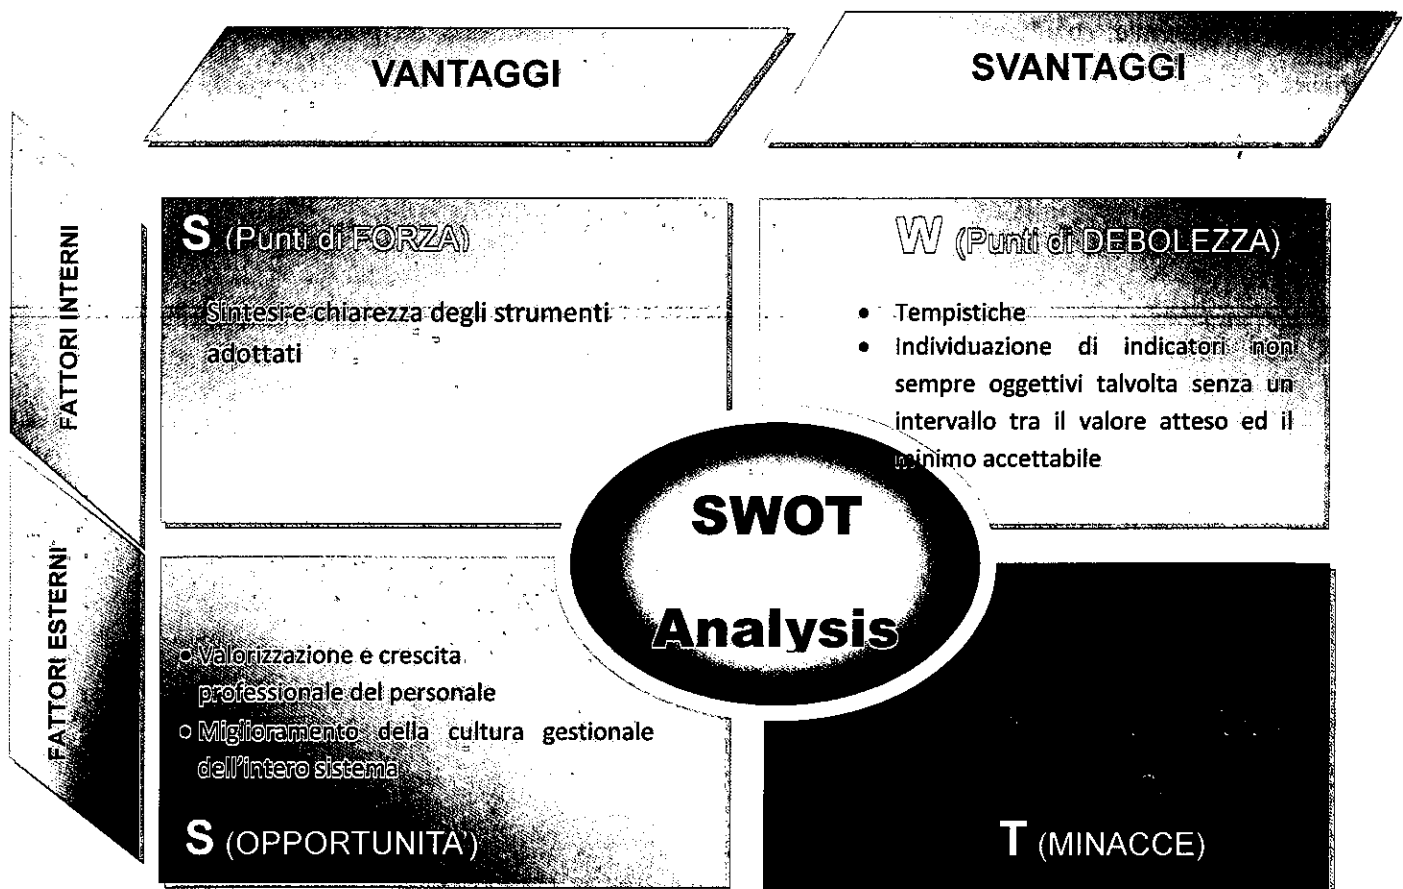 VANTAGGI
SVANTAGGI
FATTORI INTERNI
S (Punti di FORZA)
Sintesi e chiarezza degli strumenti
adottati
W (Punti di DEBOLEZZA)
• Tempistiche
• Individuazione di indicatori non
sempre oggettivi talvolta senza un
intervallo tra il valore atteso ed il
minimo accettabile
SWOT
Analysis
FATTORI ESTERNI
• Valorizzazione e crescita
professionale del personale
• Miglioramento della cultura gestionale
dell'intero sistema
S (OPPORTUNITA')
T (MINACCE)